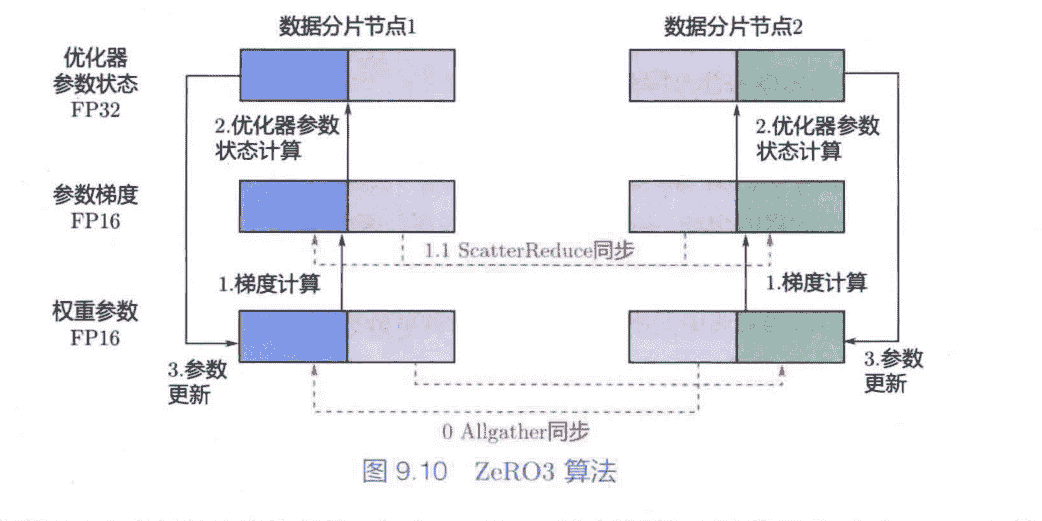 数据分片节点1
数据分片节点2
优化器
参数状态
FP32
2.优化器参数
状态计算
2.优化器参数
状态计算
参数梯度
FP16
1.1 ScatterReduce同步
1.梯度计算
1.梯度计算
权重参数
FP16
3.参数
更新
3.参数
更新
0 Allgather同步
图 9.10 ZeRO3 算法